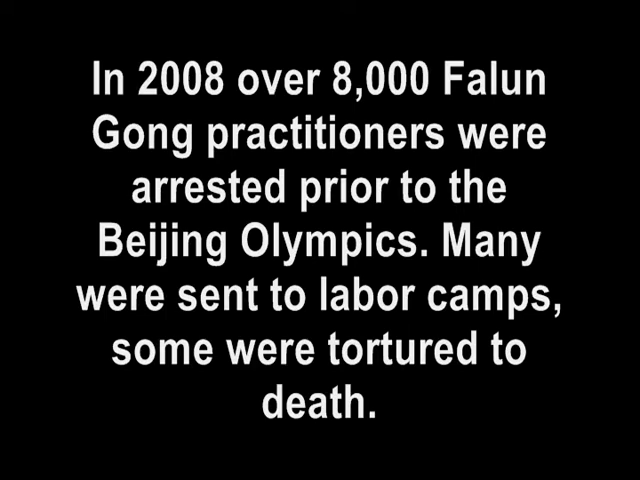 In 2008 over 8,000 Falun
Gong practitioners were
arrested prior to the
Beijing Olympics. Many
were sent to labor camps,
some were tortured to
death.